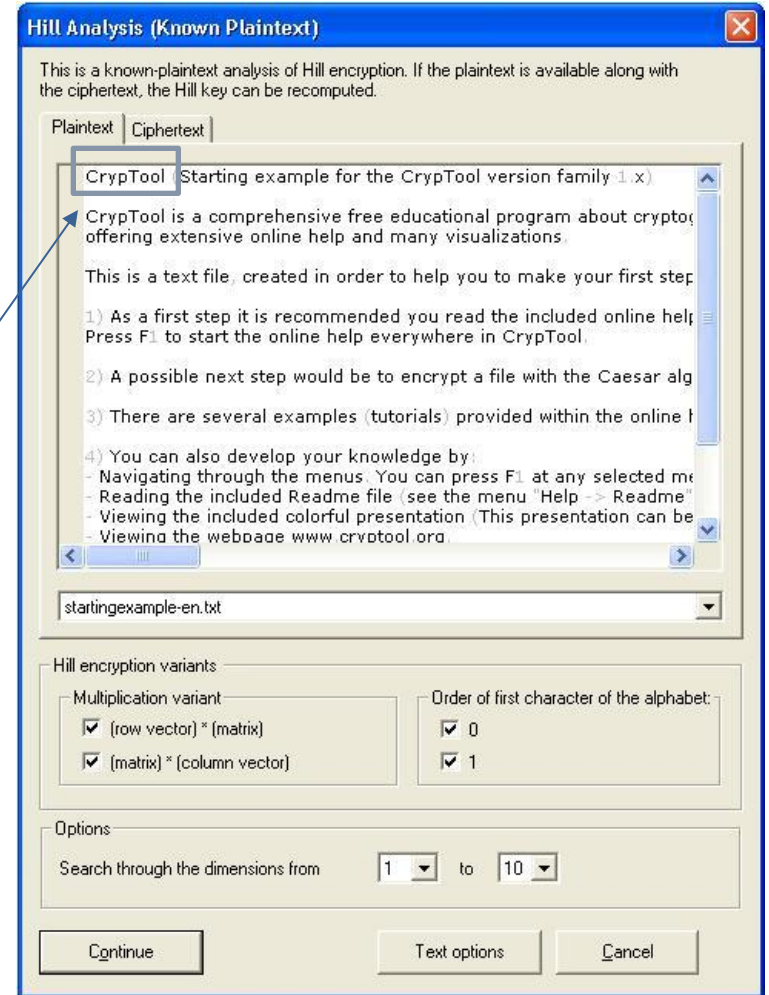 Hill Analysis (Known Plaintext)
This is a known-plaintext analysis of Hill encryption. If the plaintext is available along with
the ciphertext, the Hill key can be recomputed.
Plaintext Ciphertext
CrypTool (Starting example for the CrypTool version family 1.x)
CrypTool is a comprehensive free educational program about
offering extensive online help and many visualizations.
This is a text file, created in order to help you to make your first
1) As a first step it is recommended you read the included online
Press F1 to start the online help everywhere in CrypTool.
2) A possible next step would be to encrypt a file with the Caesar
3) There are several examples (tutorials) provided within the online
4) You can also develop your knowledge by:
- Navigating through the menus. You can press F1 at any selected
- Reading the included Readme file (see the menu "Help -> Readme"
- Viewing the included colorful presentation (This presentation can be
- Viewing the webpage www.cryptool.org.
startingexample-en.txt
Hill encryption variants
Multiplication variant
(row vector) * (matrix)
(matrix) * (column vector)
Order of first character of the alphabet:
0
1
Options
Search through the dimensions from 1 to 10
Continue Text options Cancel